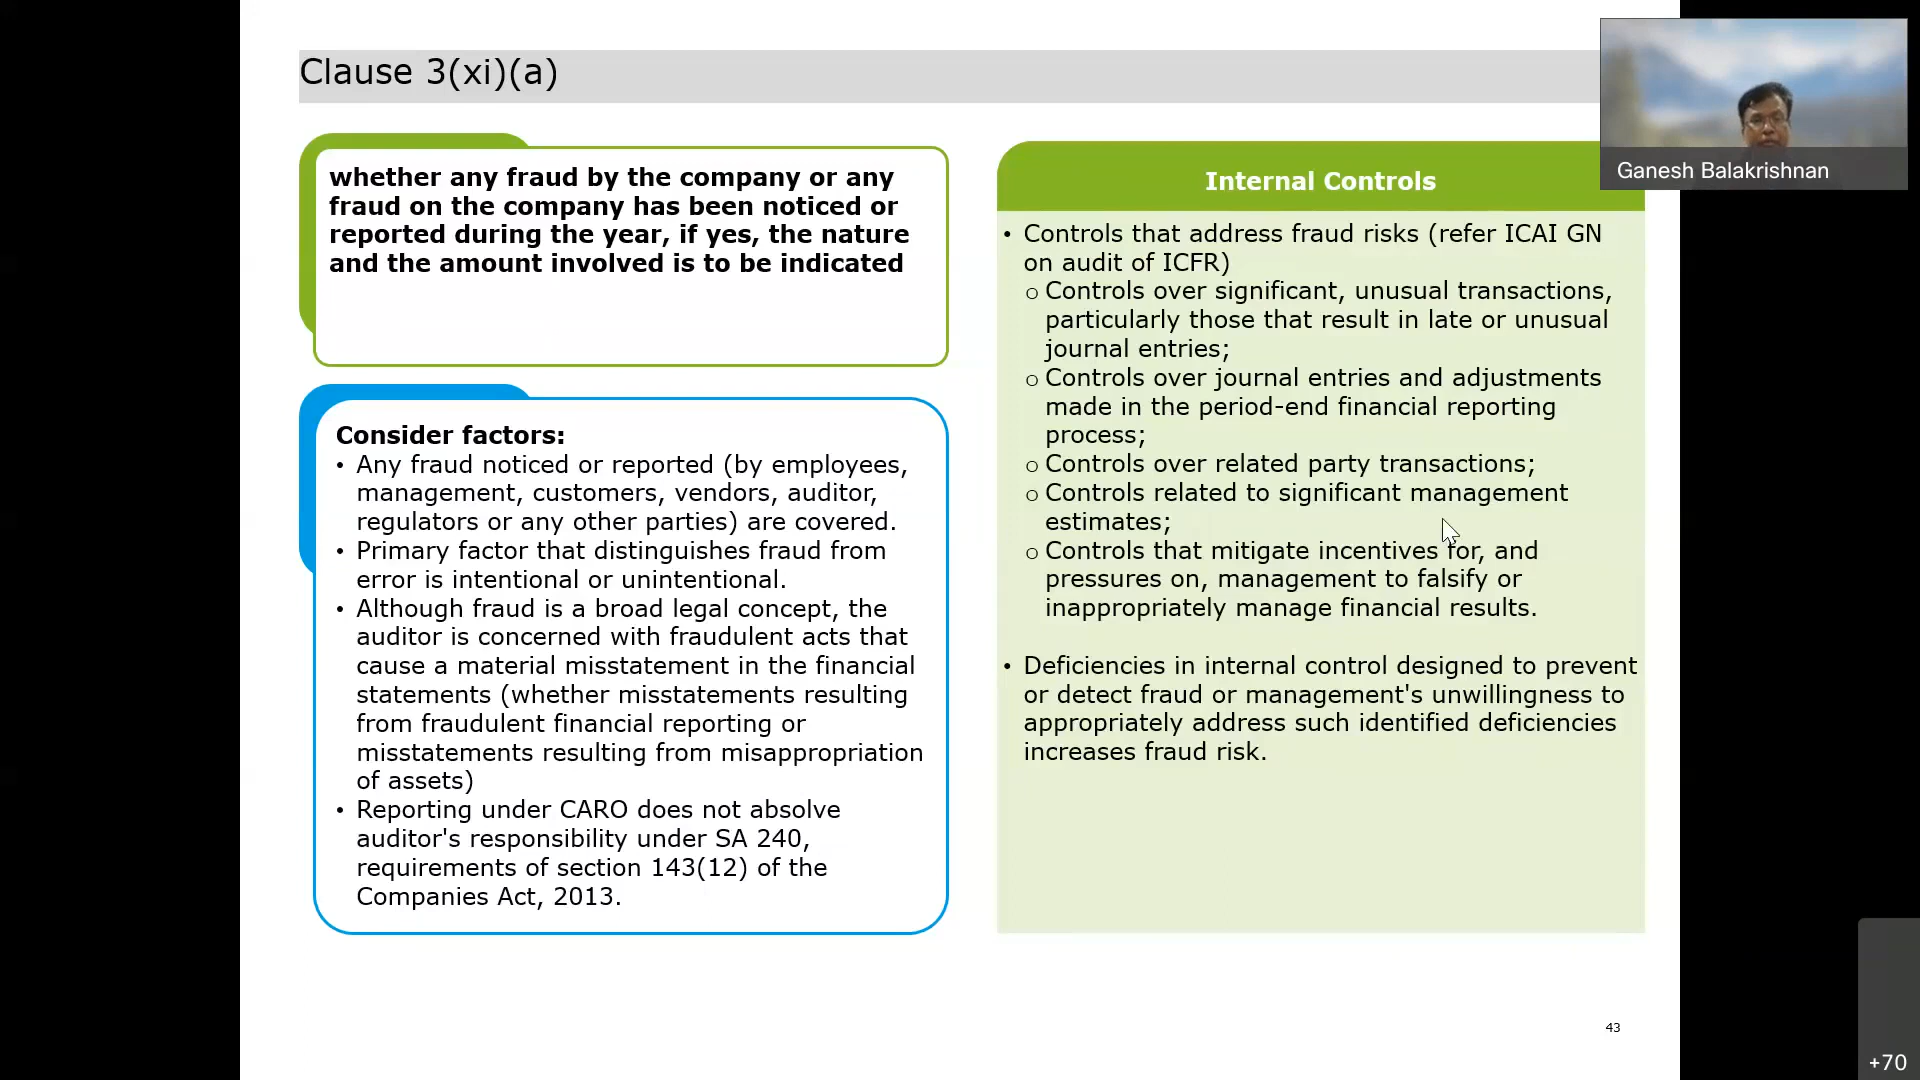 Clause 3(xi)(a)
whether any fraud by the company or any
fraud on the company has been noticed or
reported during the year, if yes, the nature
and the amount involved is to be indicated
Consider factors:
• Any fraud noticed or reported (by employees,
management, customers, vendors, auditor,
regulators or any other parties) are covered.
• Primary factor that distinguishes fraud from
error is intentional or unintentional.
• Although fraud is a broad legal concept, the
auditor is concerned with fraudulent acts that
cause a material misstatement in the financial
statements (whether misstatements resulting
from fraudulent financial reporting or
misstatements resulting from misappropriation
of assets)
• Reporting under CARO does not absolve
auditor's responsibility under SA 240,
requirements of section 143(12) of the
Companies Act, 2013.
Internal Controls
• Controls that address fraud risks (refer ICAI GN
on audit of ICFR)
o Controls over significant, unusual transactions,
particularly those that result in late or unusual
journal entries;
o Controls over journal entries and adjustments
made in the period-end financial reporting
process;
o Controls over related party transactions;
o Controls related to significant management
estimates;
o Controls that mitigate incentives for, and
pressures on, management to falsify or
inappropriately manage financial results.
• Deficiencies in internal control designed to prevent
or detect fraud or management's unwillingness to
appropriately address such identified deficiencies
increases fraud risk.
Ganesh Balakrishnan
43
+70